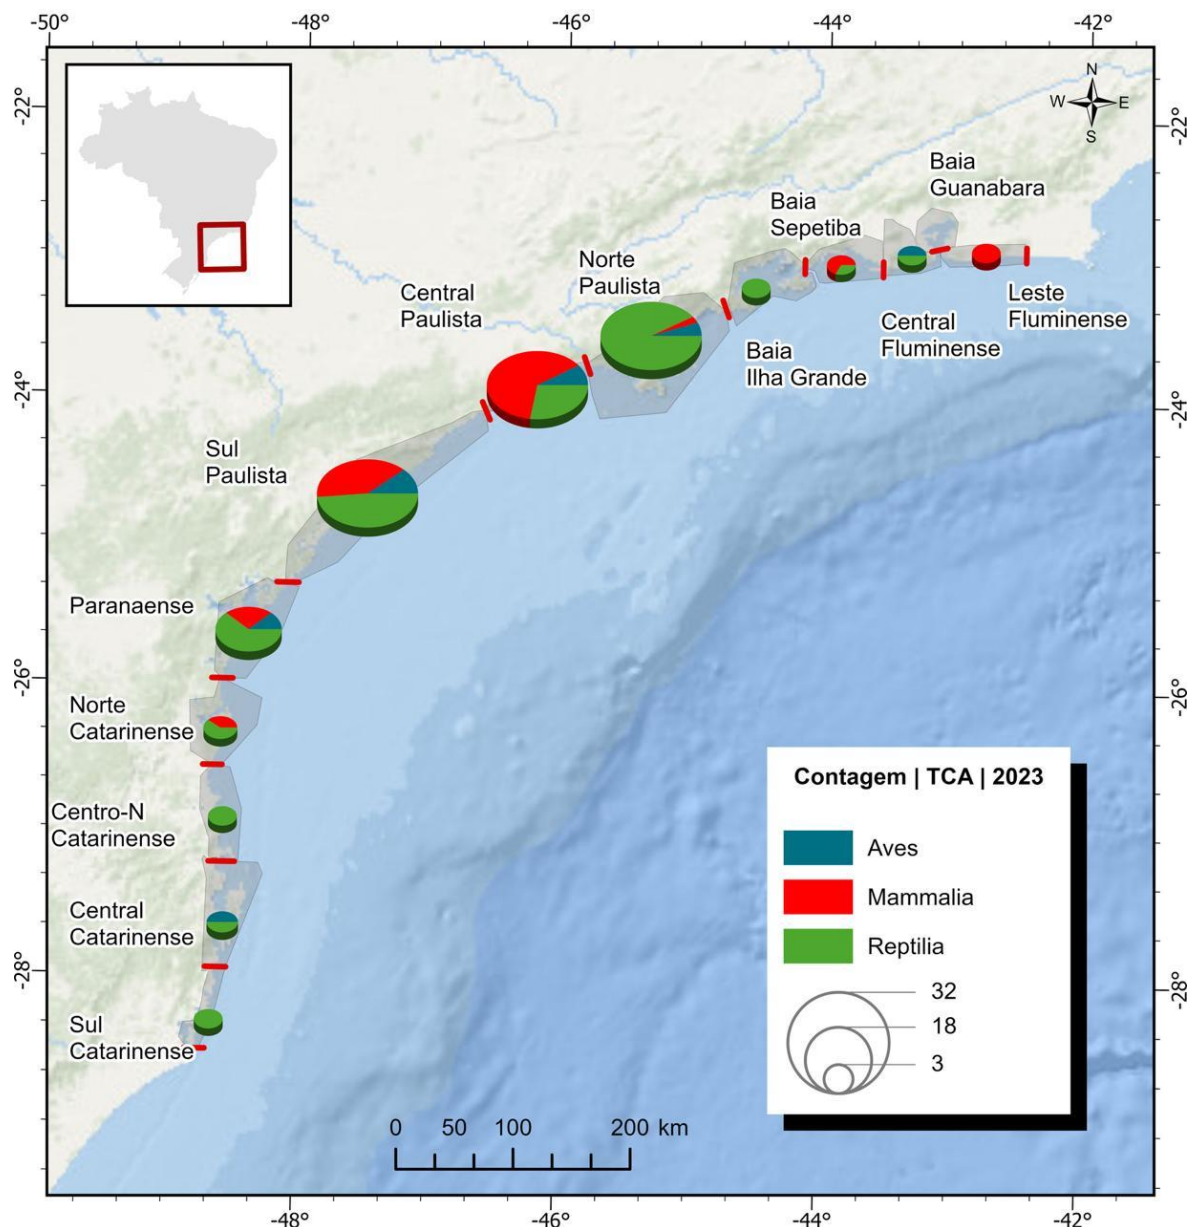 -50°
-48°
-46°
-44°
-42°
-22°
-22°
N
W
E
S
Baia
Guanabara
Baia
Sepetiba
Norte
Paulista
Central
Paulista
Leste
Fluminense
Central
Fluminense
Baia
Ilha Grande
-24°
-24°
Sul
Paulista
Paranaense
-26°
-26°
Norte
Catarinense
Centro-N
Catarinense
Central
Catarinense
-28°
-28°
Sul
Catarinense
Contagem | TCA | 2023
Aves
Mammalia
Reptilia
32
18
3
0 50 100 200 km
-48°
-46°
-44°
-42°